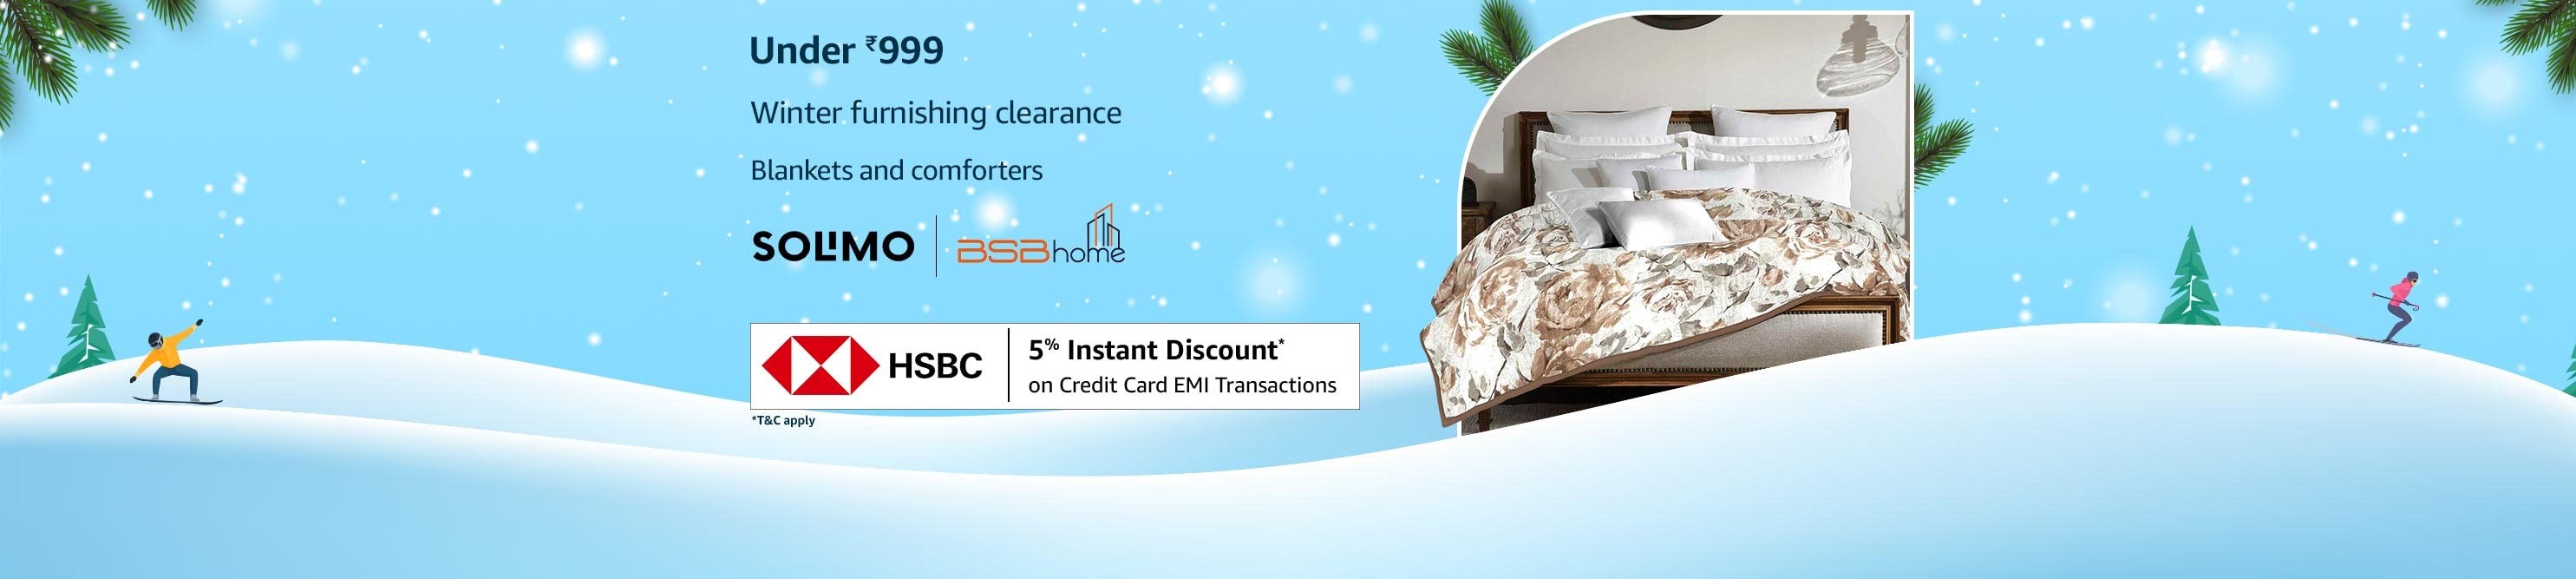 Under ₹999
Winter furnishing clearance
Blankets and comforters
SOLIMO
BSBhome
HSBC
5% Instant Discount*
on Credit Card EMI Transactions
*T&C apply